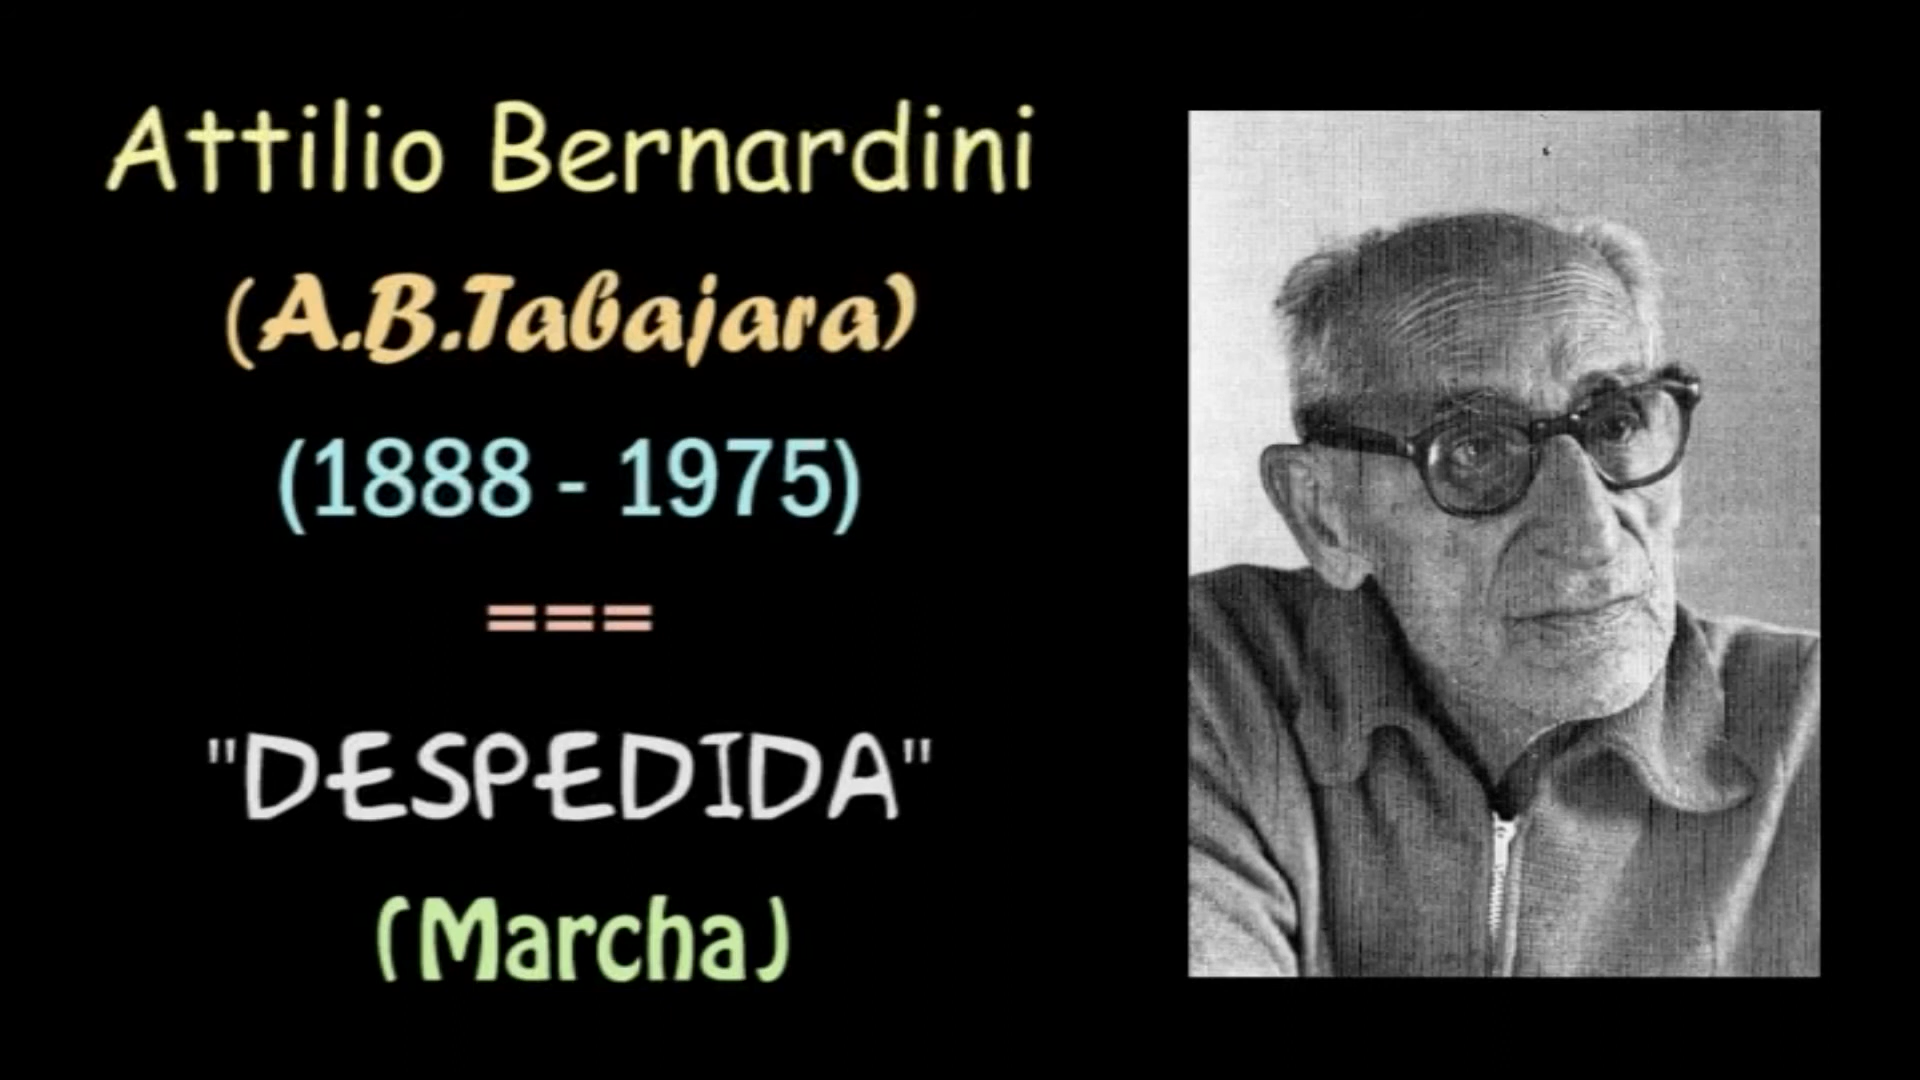 Attilio Bernardini
(A.B.Tabajara)
(1888 - 1975)
===
"DESPEDIDA"
(Marcha)